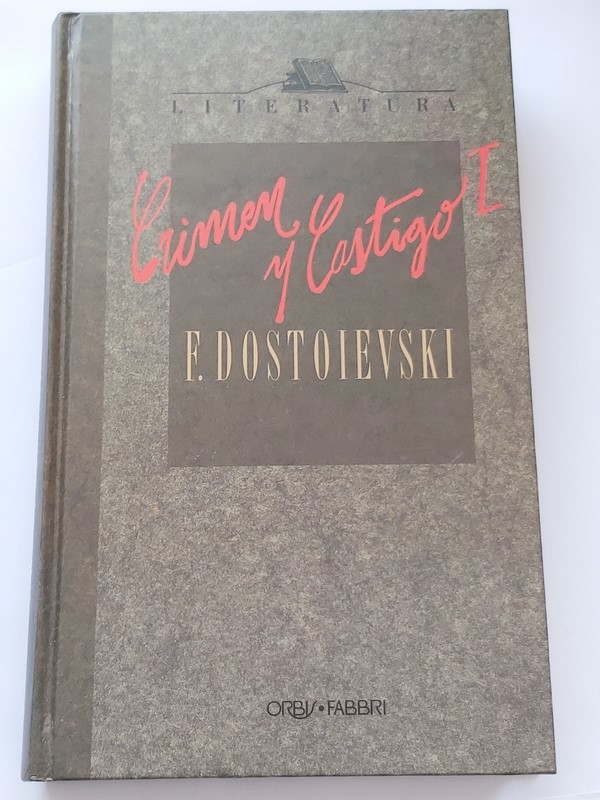 LITERATURA
Crimen
y Castigo I
F. DOSTOIEVSKI
ORBIS•FABBRI